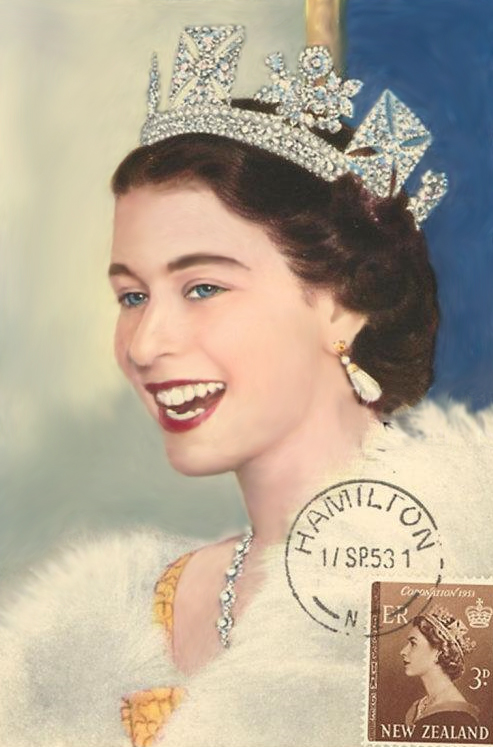 HAMILTON
1/ SP.53 1
N
CORONATION 1953
ER
3D
NEW ZEALAND